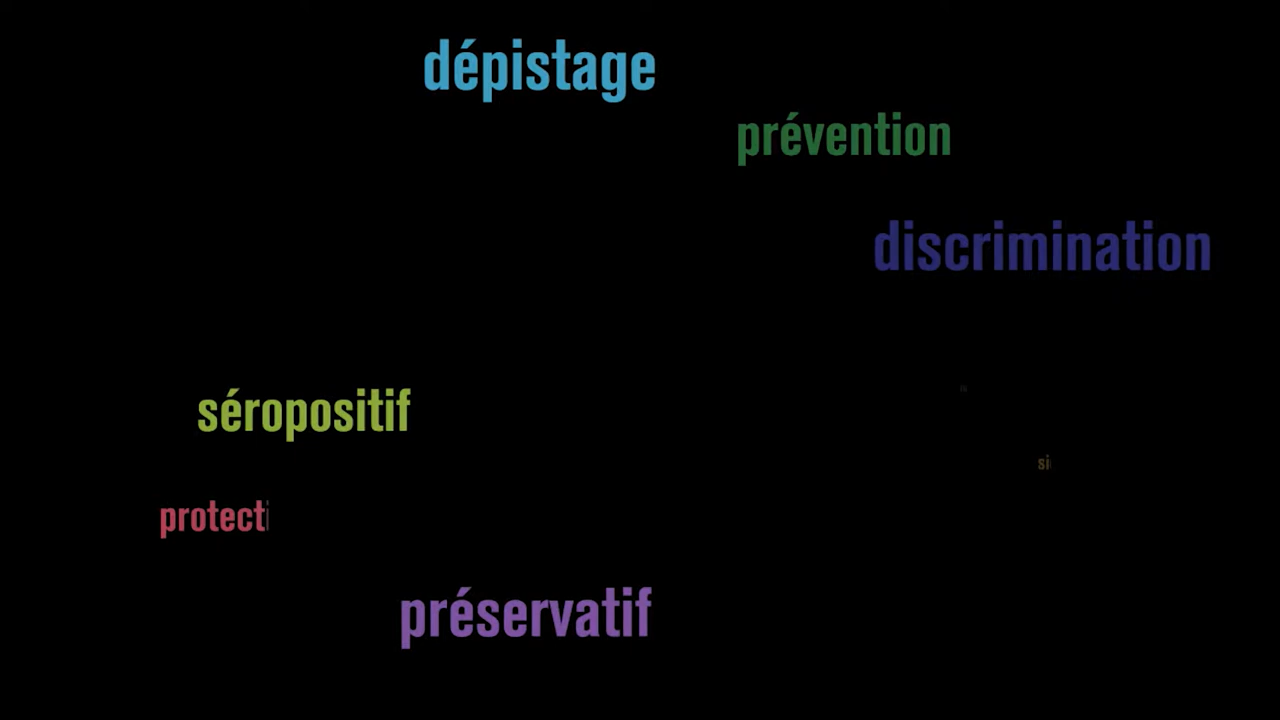 dépistage
prévention
discrimination
séropositif
protecti
préservatif